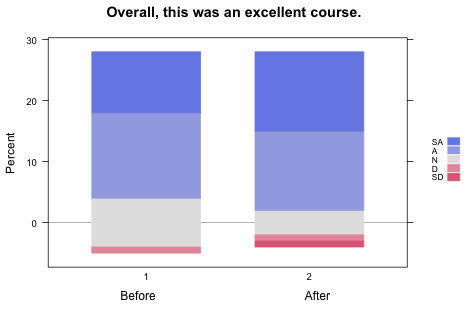 Overall, this was an excellent course.
30
20
10
0
Percent
SA
A
N
D
SD
1 2
Before After